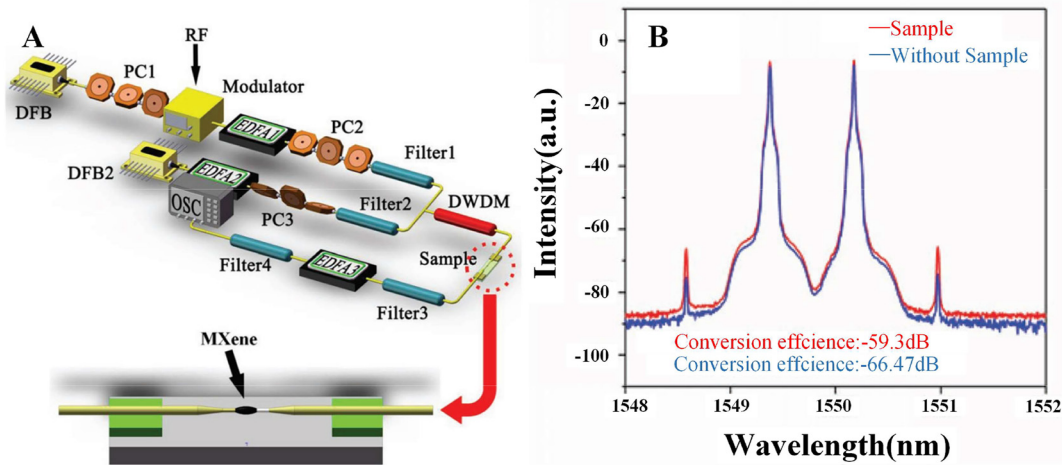 A
RF
PC1
Modulator
DFB
EDFA1
PC2
Filter1
DFB2
EDFA2
OSC
PC3
Filter2
DWDM
Sample
Filter4
EDFA3
Filter3
MXene
B
Sample
Without Sample
Intensity(a.u.)
0
-20
-40
-60
-80
-100
Conversion effcience:-59.3dB
Conversion effcience:-66.47dB
1548
1549
1550
1551
1552
Wavelength(nm)